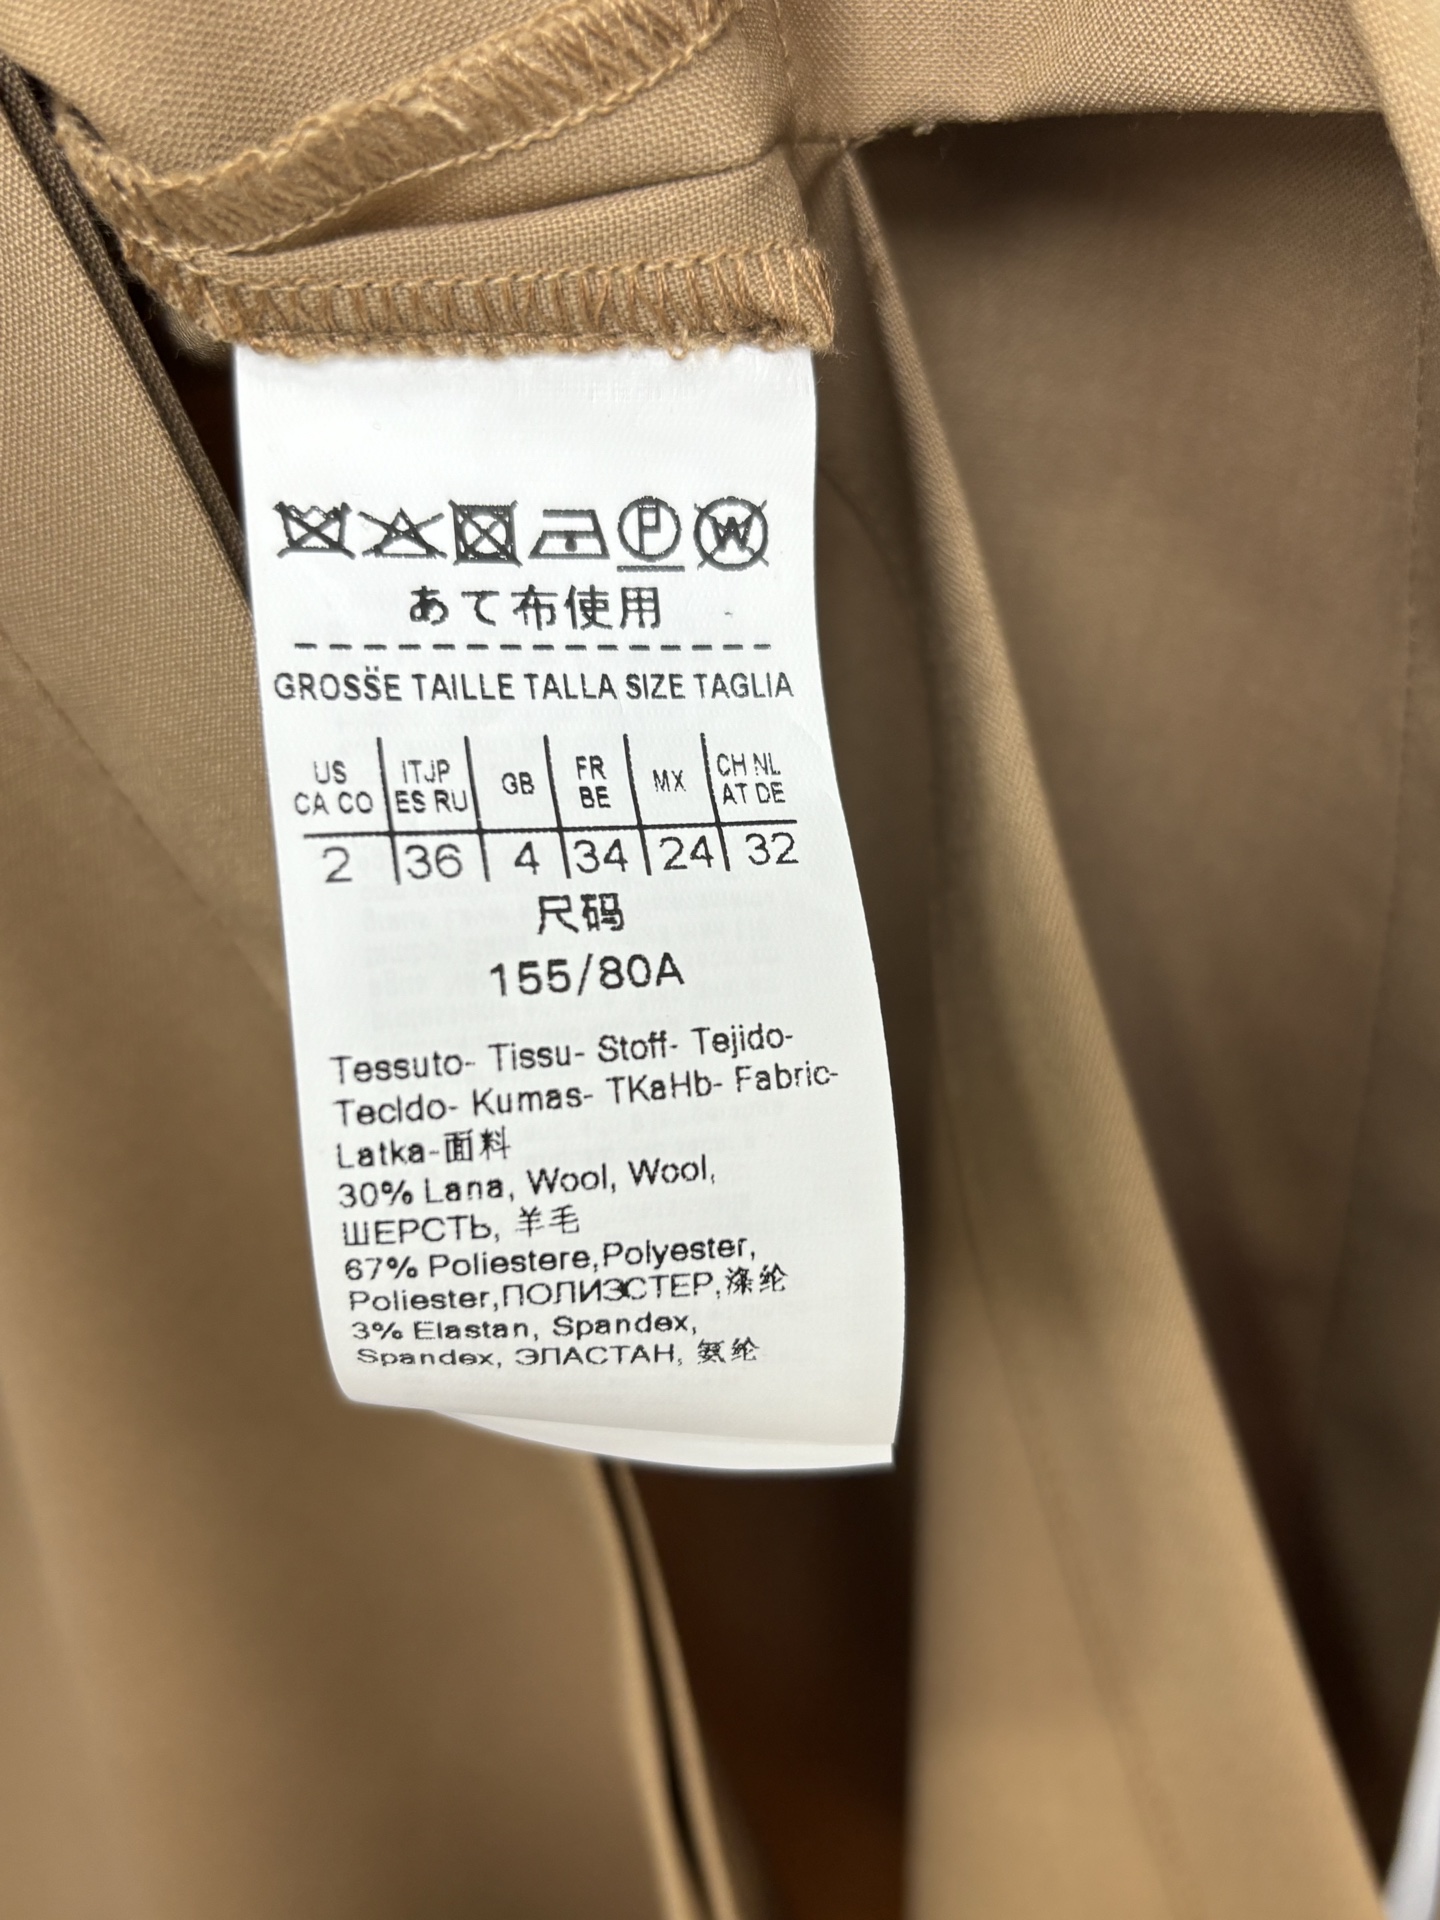 P W
あて布使用
GROSSË TAILLE TALLA SIZE TAGLIA
US CA CO
ITJP ES RU
GB
FR BE
MX
CH NL AT DE
2 36 4 34 24 32
尺码
155/80A
Tessuto- Tissu- Stoff- Tejido-
Tecldo- Kumas- TKaHb- Fabric-
Latka-面料
30% Lana, Wool, Wool,
ШЕРСТЬ, 羊毛
67% Poliestere,Polyester,
Poliester,ПОЛИЭСТЕР,涤纶
3% Elastan, Spandex,
Spandex, ЭЛАСТАН, 氨纶